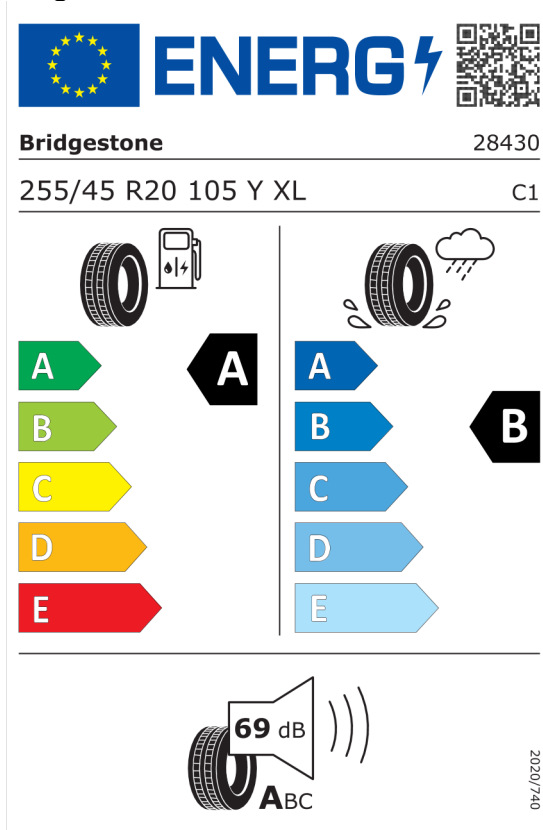 ENERG
Bridgestone 28430
255/45 R20 105 Y XL C1
A A A
B B B
C C
D D
E E
69 dB
ABC
2020/740